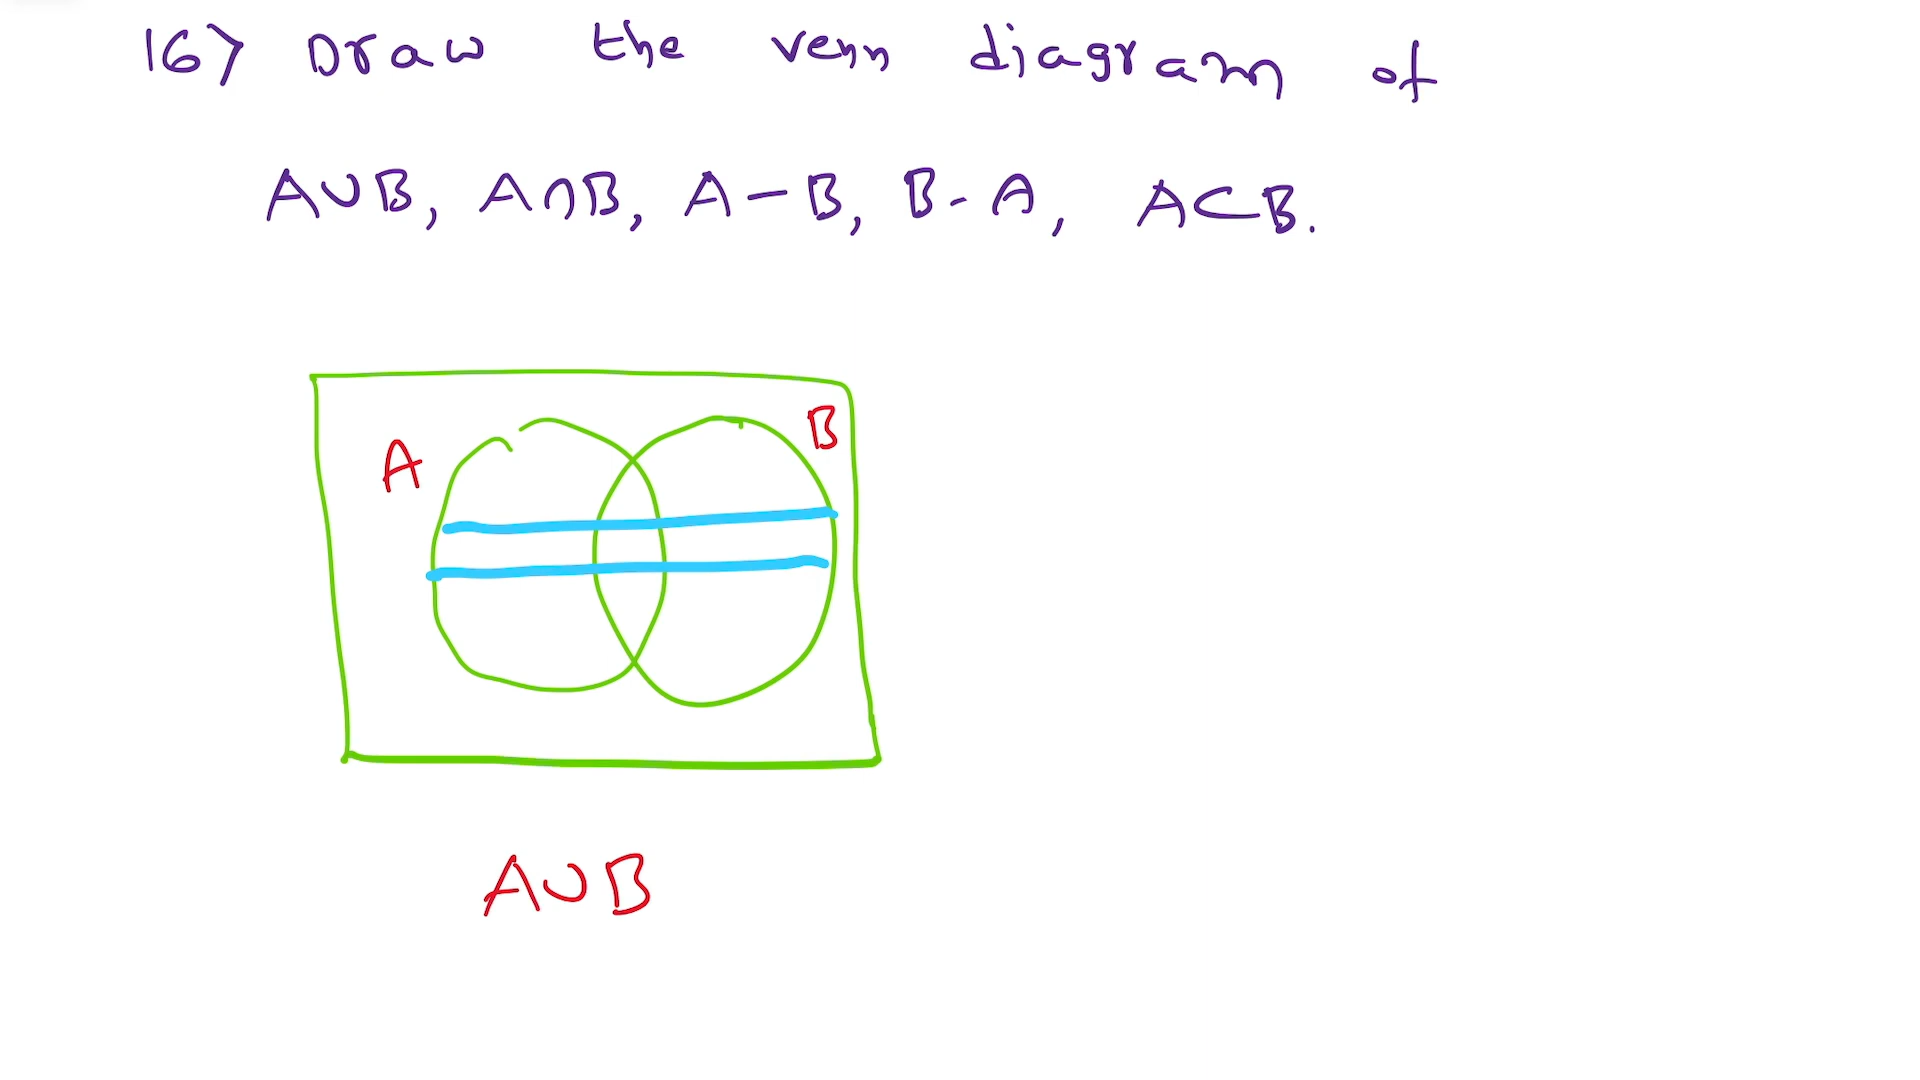 16) Draw the venn diagram of
A∪B, A∩B, A-B, B-A, A⊂B.
A B
A∪B